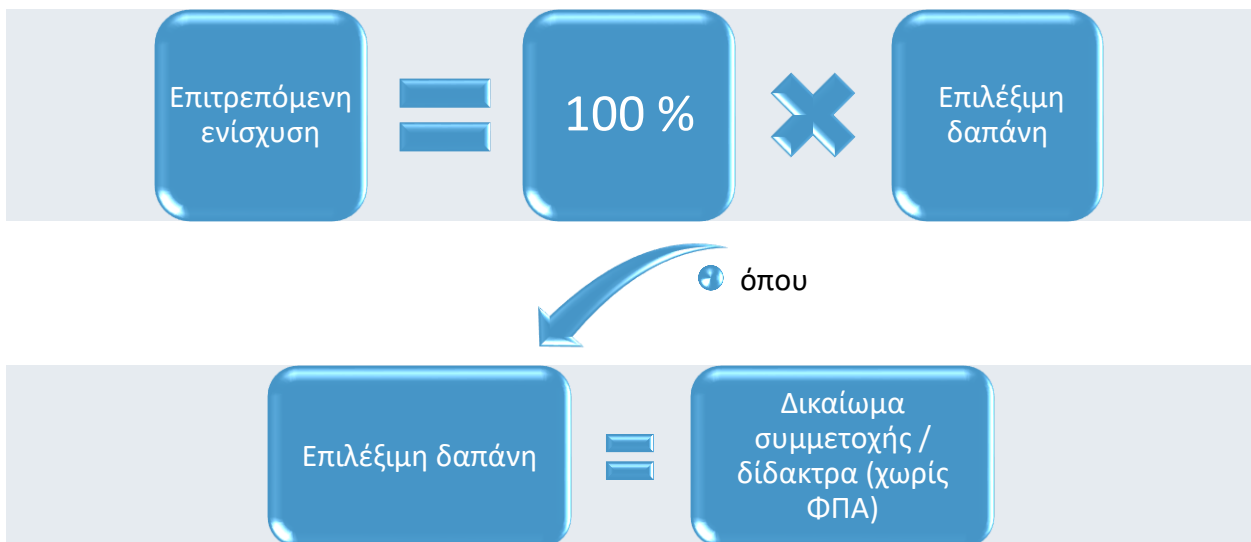 Επιτρεπόμενη
ενίσχυση
=
100 %
×
Επιλέξιμη
δαπάνη
όπου
Επιλέξιμη δαπάνη
=
Δικαίωμα
συμμετοχής /
δίδακτρα (χωρίς
ΦΠΑ)